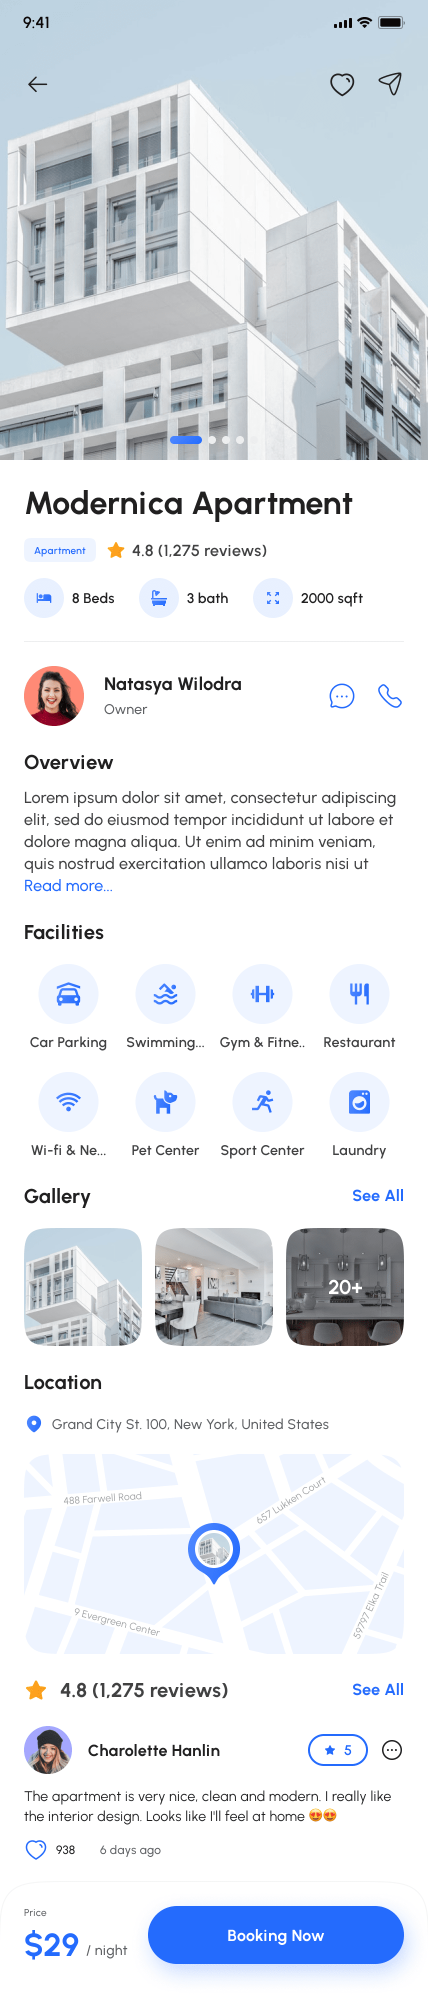 9:41
Modernica Apartment
Apartment
4.8 (1,275 reviews)
8 Beds
3 bath
2000 sqft
Natasya Wilodra
Owner
Overview
Lorem ipsum dolor sit amet, consectetur adipiscing
elit, sed do eiusmod tempor incididunt ut labore et
dolore magna aliqua. Ut enim ad minim veniam,
quis nostrud exercitation ullamco laboris nisi ut
Read more...
Facilities
Car Parking
Swimming...
Gym & Fitne..
Restaurant
Wi-fi & Ne...
Pet Center
Sport Center
Laundry
Gallery
See All
20+
Location
Grand City St. 100, New York, United States
488 Farwell Road
657 Lukken Court
9 Evergreen Center
59797 Elka Trail
4.8 (1,275 reviews)
See All
Charolette Hanlin
5
The apartment is very nice, clean and modern. I really like
the interior design. Looks like I'll feel at home 😍😍
938
6 days ago
Price
$29 / night
Booking Now